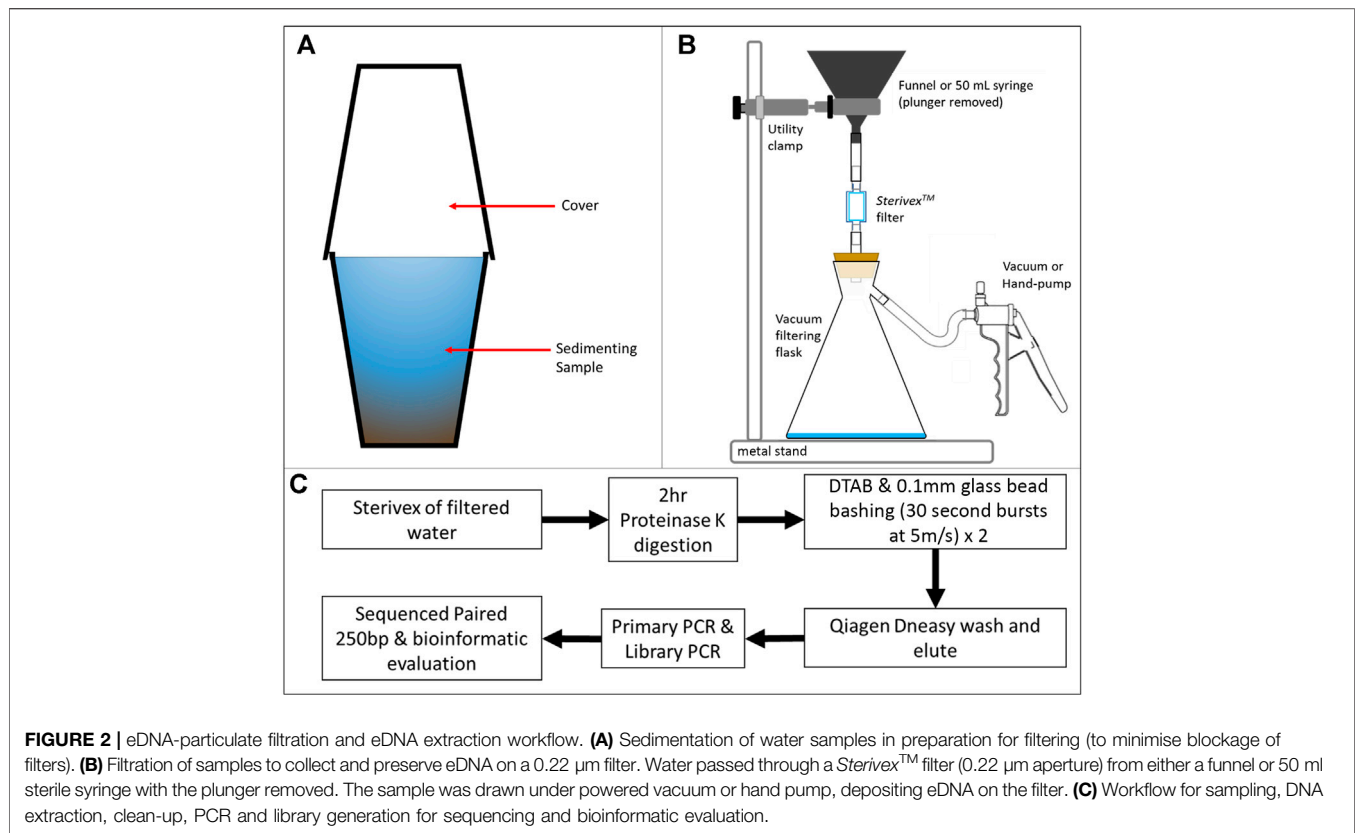 A
Cover
Sedimenting
Sample
B
Funnel or 50 mL syringe
(plunger removed)
Utility
clamp
Sterivex™
filter
Vacuum or
Hand-pump
Vacuum
filtering
flask
metal stand
C
Sterivex of filtered
water
2hr
Proteinase K
digestion
DTAB & 0.1mm glass bead
bashing (30 second bursts
at 5m/s) x 2
Qiagen Dneasy wash and
elute
Primary PCR &
Library PCR
Sequenced Paired
250bp & bioinformatic
evaluation
FIGURE 2 | eDNA-particulate filtration and eDNA extraction workflow. (A) Sedimentation of water samples in preparation for filtering (to minimise blockage of
filters). (B) Filtration of samples to collect and preserve eDNA on a 0.22 µm filter. Water passed through a Sterivex™ filter (0.22 µm aperture) from either a funnel or 50 ml
sterile syringe with the plunger removed. The sample was drawn under powered vacuum or hand pump, depositing eDNA on the filter. (C) Workflow for sampling, DNA
extraction, clean-up, PCR and library generation for sequencing and bioinformatic evaluation.